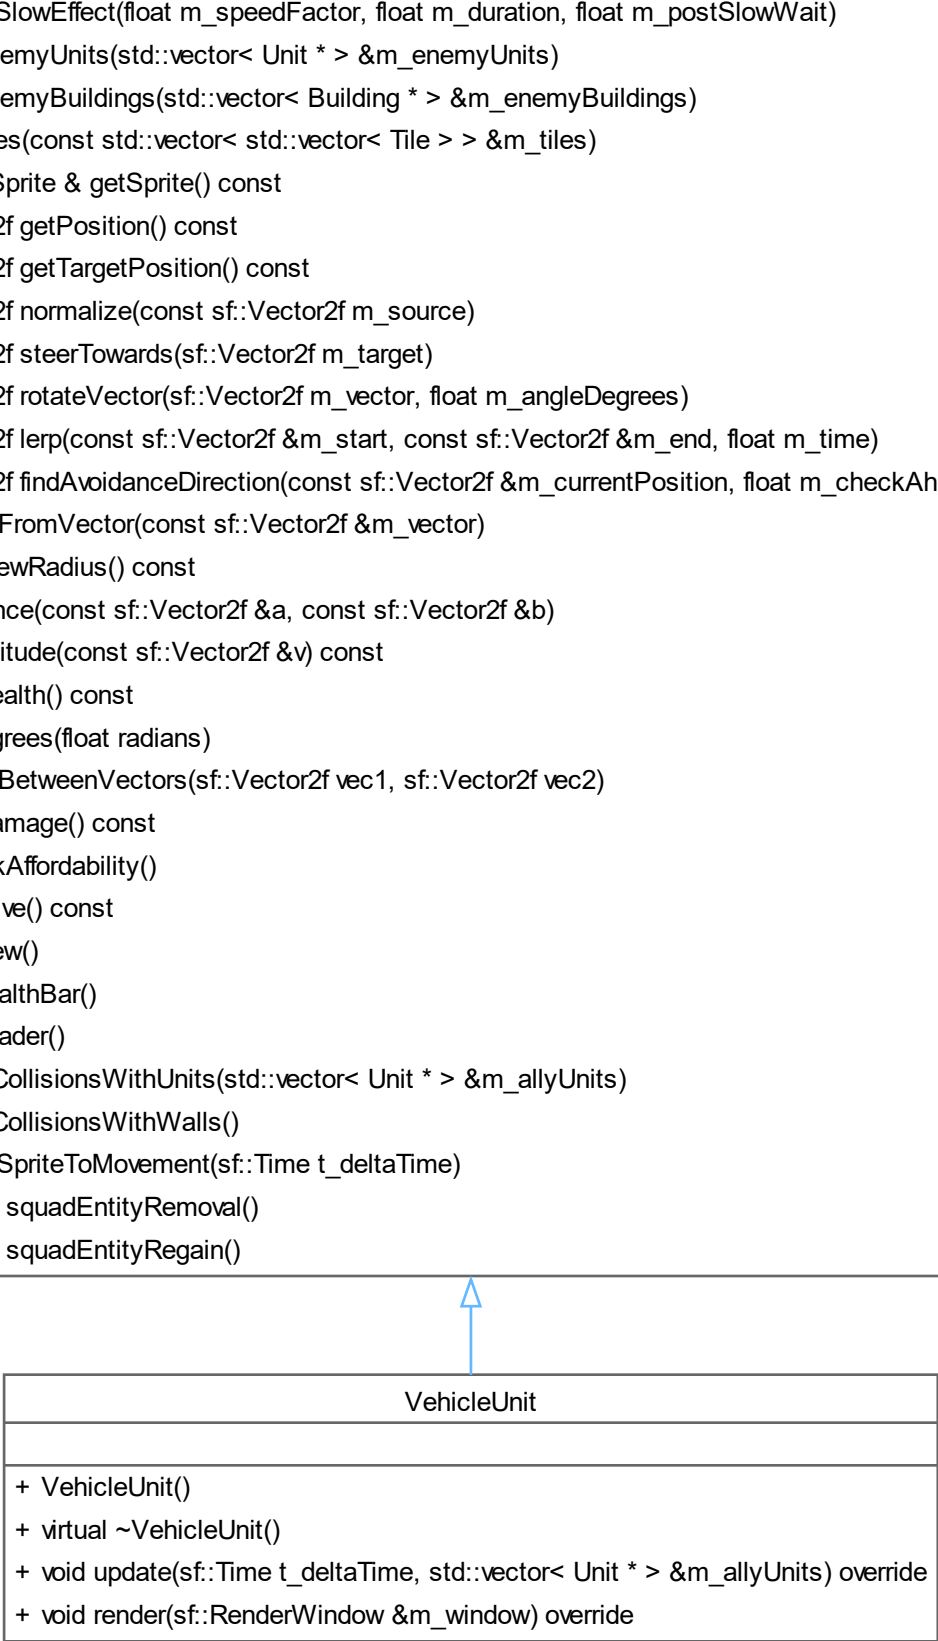 SlowEffect(float m_speedFactor, float m_duration, float m_postSlowWait)
emyUnits(std::vector< Unit * > &m_enemyUnits)
emyBuildings(std::vector< Building * > &m_enemyBuildings)
es(const std::vector< std::vector< Tile > > &m_tiles)
Sprite & getSprite() const
2f getPosition() const
2f getTargetPosition() const
2f normalize(const sf::Vector2f m_source)
2f steerTowards(sf::Vector2f m_target)
2f rotateVector(sf::Vector2f m_vector, float m_angleDegrees)
2f lerp(const sf::Vector2f &m_start, const sf::Vector2f &m_end, float m_time)
2f findAvoidanceDirection(const sf::Vector2f &m_currentPosition, float m_checkAh
FromVector(const sf::Vector2f &m_vector)
ewRadius() const
nce(const sf::Vector2f &a, const sf::Vector2f &b)
itude(const sf::Vector2f &v) const
ealth() const
grees(float radians)
BetweenVectors(sf::Vector2f vec1, sf::Vector2f vec2)
amage() const
kAffordability()
ive() const
ew()
althBar()
ader()
CollisionsWithUnits(std::vector< Unit * > &m_allyUnits)
CollisionsWithWalls()
SpriteToMovement(sf::Time t_deltaTime)
squadEntityRemoval()
squadEntityRegain()
VehicleUnit
+ VehicleUnit()
+ virtual ~VehicleUnit()
+ void update(sf::Time t_deltaTime, std::vector< Unit * > &m_allyUnits) override
+ void render(sf::RenderWindow &m_window) override